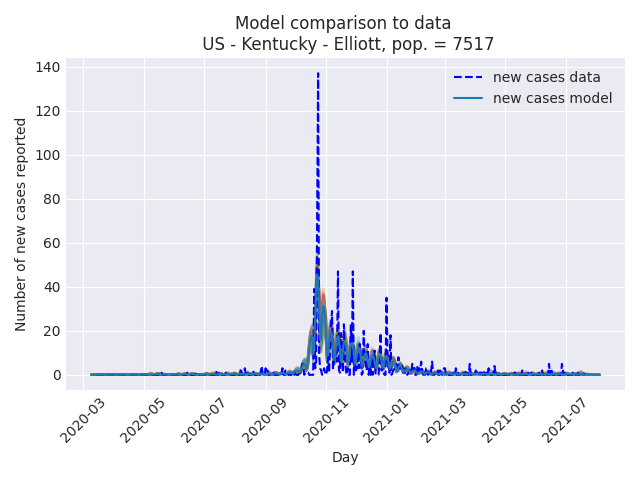 Model comparison to data
US - Kentucky - Elliott, pop. = 7517
140
120
100
80
60
40
20
0
Number of new cases reported
new cases data
new cases model
2020-03
2020-05
2020-07
2020-09
2020-11
2021-01
2021-03
2021-05
2021-07
Day